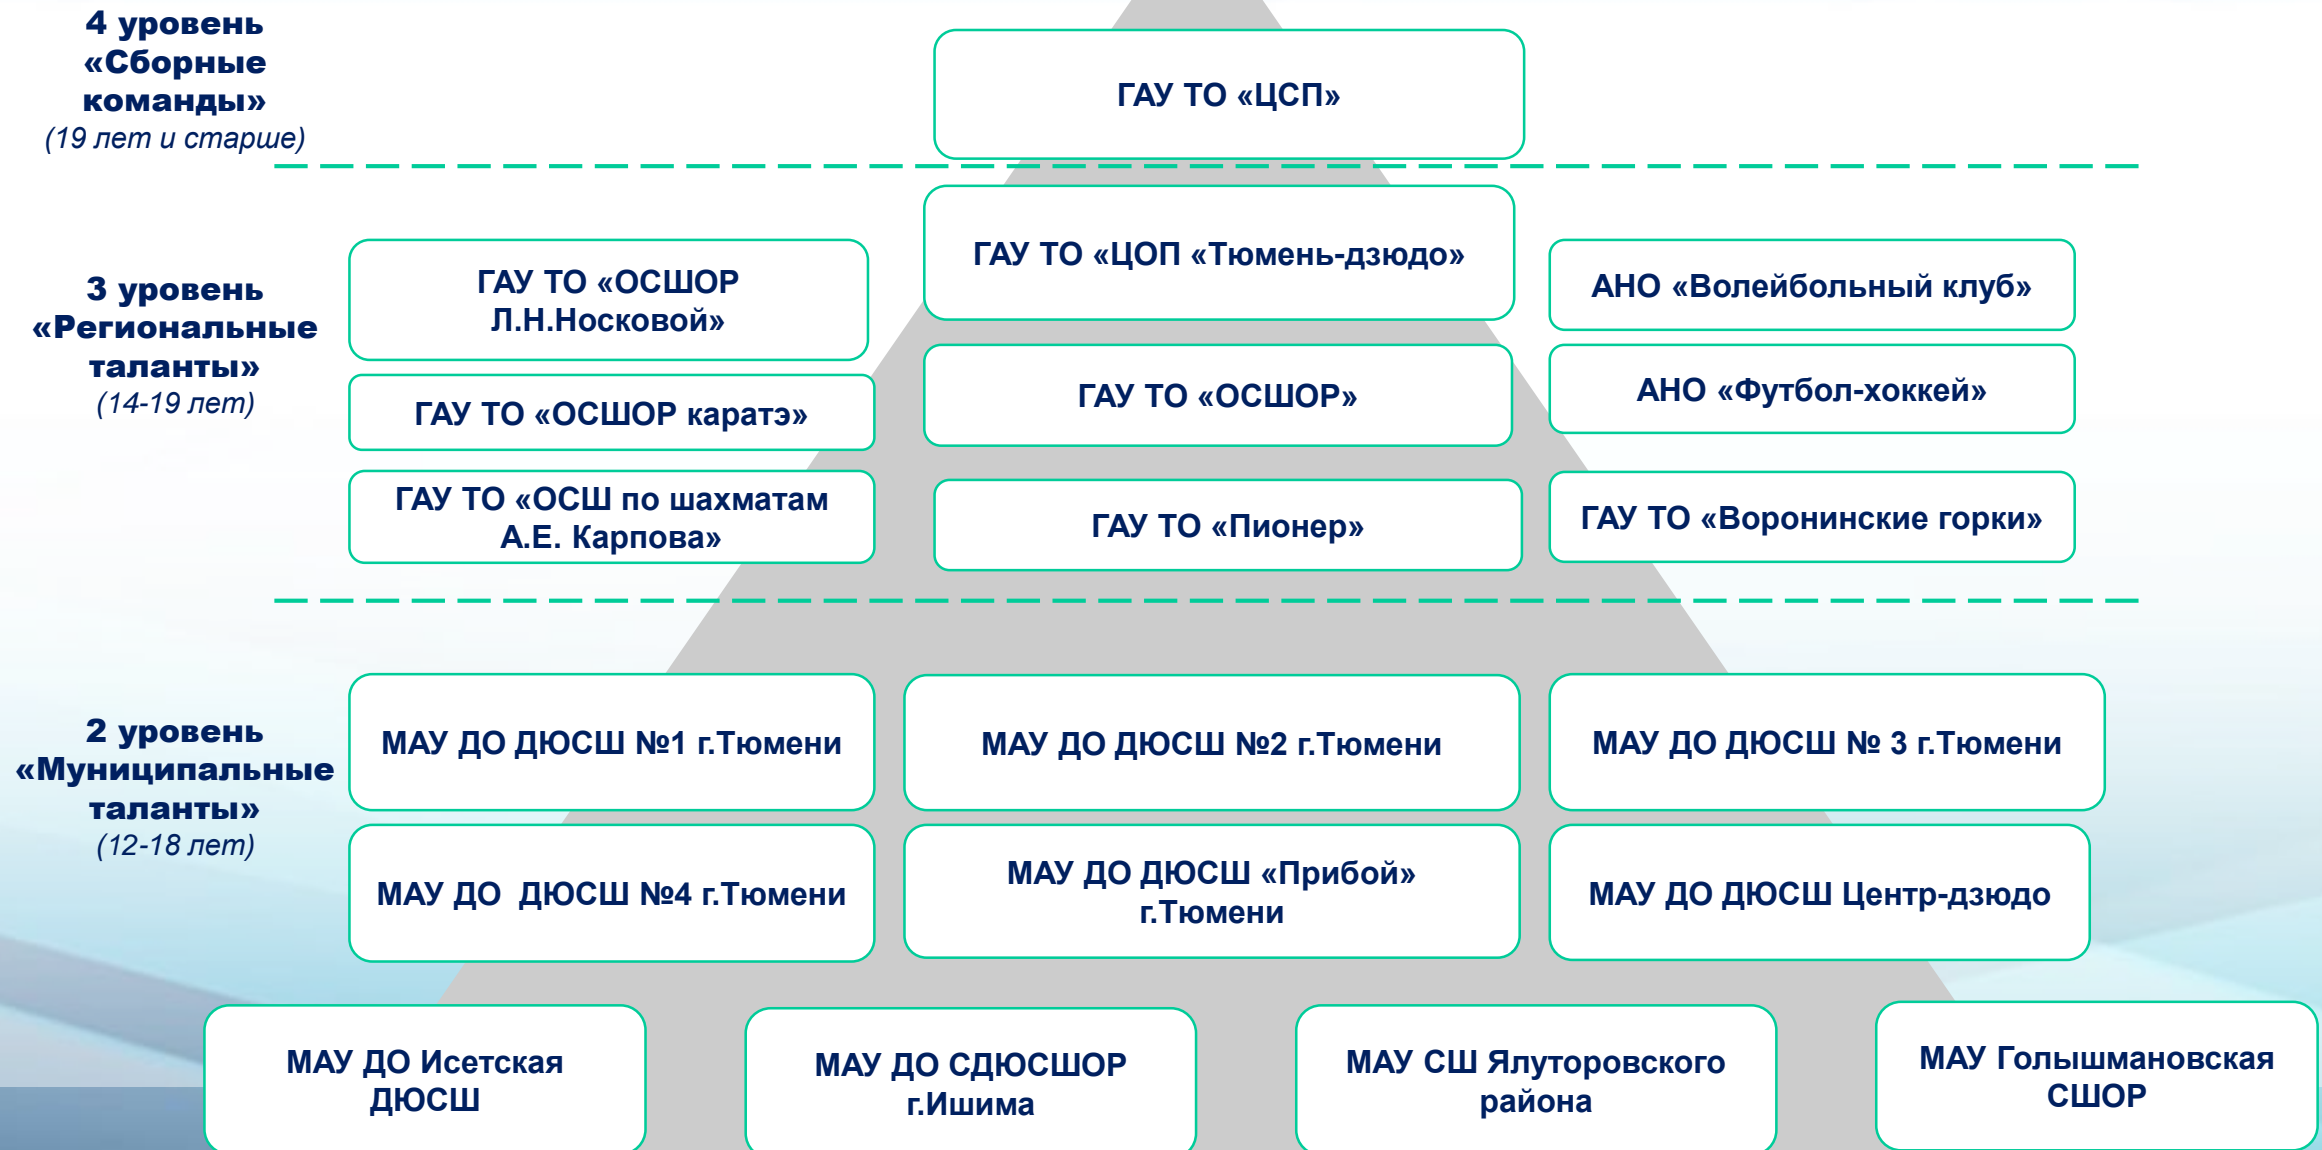 4 уровень
«Сборные
команды»
(19 лет и старше)
ГАУ ТО «ЦСП»
3 уровень
«Региональные
таланты»
(14-19 лет)
ГАУ ТО «ОСШОР
Л.Н.Носковой»
ГАУ ТО «ЦОП «Тюмень-дзюдо»
АНО «Волейбольный клуб»
ГАУ ТО «ОСШОР каратэ»
ГАУ ТО «ОСШОР»
АНО «Футбол-хоккей»
ГАУ ТО «ОСШ по шахматам
А.Е. Карпова»
ГАУ ТО «Пионер»
ГАУ ТО «Воронинские горки»
2 уровень
«Муниципальные
таланты»
(12-18 лет)
МАУ ДО ДЮСШ №1 г.Тюмени
МАУ ДО ДЮСШ №2 г.Тюмени
МАУ ДО ДЮСШ № 3 г.Тюмени
МАУ ДО  ДЮСШ №4 г.Тюмени
МАУ ДО ДЮСШ «Прибой»
г.Тюмени
МАУ ДО ДЮСШ Центр-дзюдо
МАУ ДО Исетская
ДЮСШ
МАУ ДО СДЮСШОР
г.Ишима
МАУ СШ Ялуторовского
района
МАУ Голышмановская
СШОР